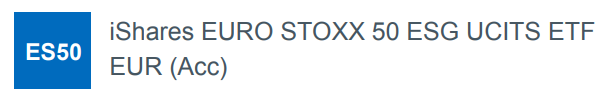 ES50
iShares EURO STOXX 50 ESG UCITS ETF
EUR (Acc)